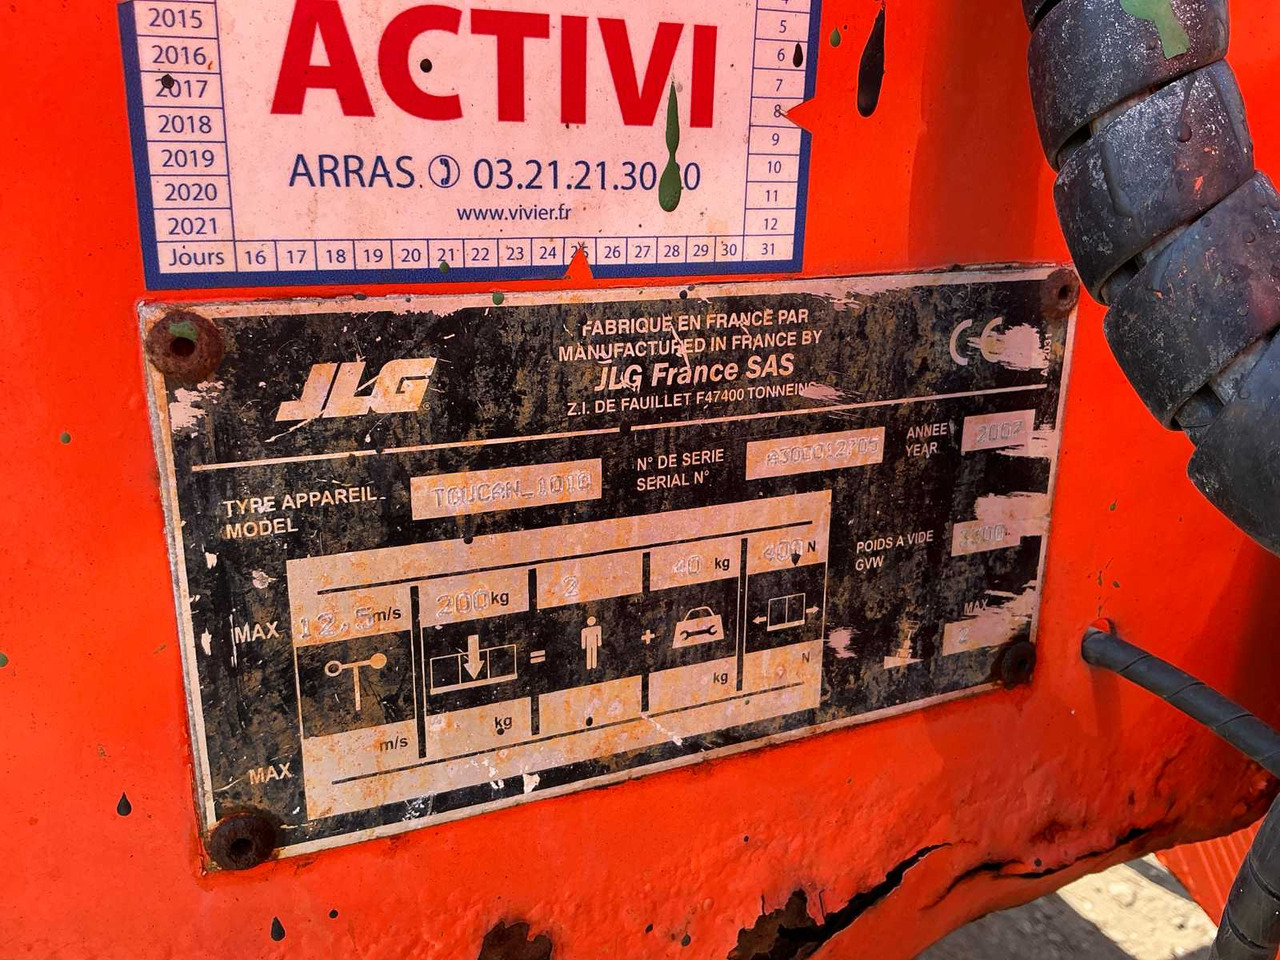 2015
2016
2017
2018
2019
2020
2021
ACTIVI
ARRAS
www.vivier.fr
5
6
7
8
9
10
11
12
Jours 16 17 18 19 20 21 22 23 24 25 26 27 28 29 30 31
JLG
FABRIQUE EN FRANCE PAR
MANUFACTURED IN FRANCE BY
JLG France SAS
Z.I. DE FAUILLET F47400 TONNEINS
CE
TYPE APPAREIL
MODEL
TOUCAN_1010
N° DE SERIE
SERIAL N°
ANNEE
YEAR
MAX 12,5 m/s 200 kg 2 40 kg 400 N
POIDS A VIDE
GVW
= +
m/s kg kg N
MAX
MAX
2